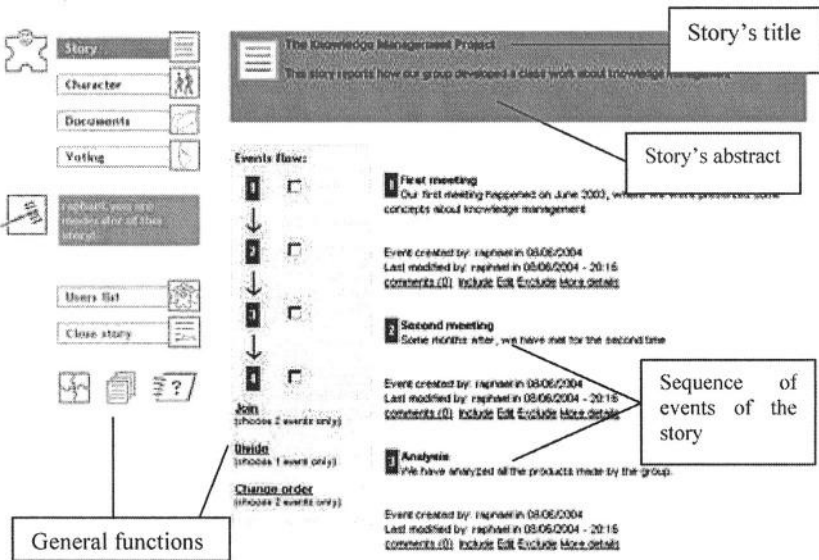 Story
Character
Documents
Voting
raphael, you are
moderator of this
story!
Users list
Close story
?
General functions
The Knowledge Management Project
This story reports how our group developed a class work about knowledge management
Story's title
Story's abstract
Events flow:
1
2
3
4
Join
(choose 2 events only)
Divide
(choose 1 event only)
Change order
(choose 2 events only)
1 First meeting
Our first meeting happened on June 2003, where we were presented some
concepts about knowledge management
Event created by: raphael in 08/06/2004
Last modified by: raphael in 08/06/2004 - 20:16
comments (0) Include Edit Exclude More details
2 Second meeting
Some months after, we have met for the second time
Event created by: raphael in 08/06/2004
Last modified by: raphael in 08/06/2004 - 20:16
comments (0) Include Edit Exclude More details
3 Analysis
We have analyzed all the products made by the group.
Event created by: raphael in 08/06/2004
Last modified by: raphael in 08/06/2004 - 20:16
comments (0) Include Edit Exclude More details
Sequence of
events of the
story